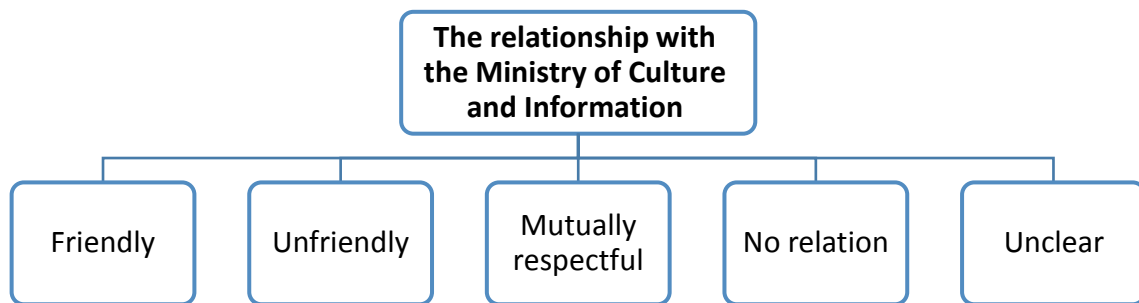 The relationship with
the Ministry of Culture
and Information
Friendly
Unfriendly
Mutually
respectful
No relation
Unclear